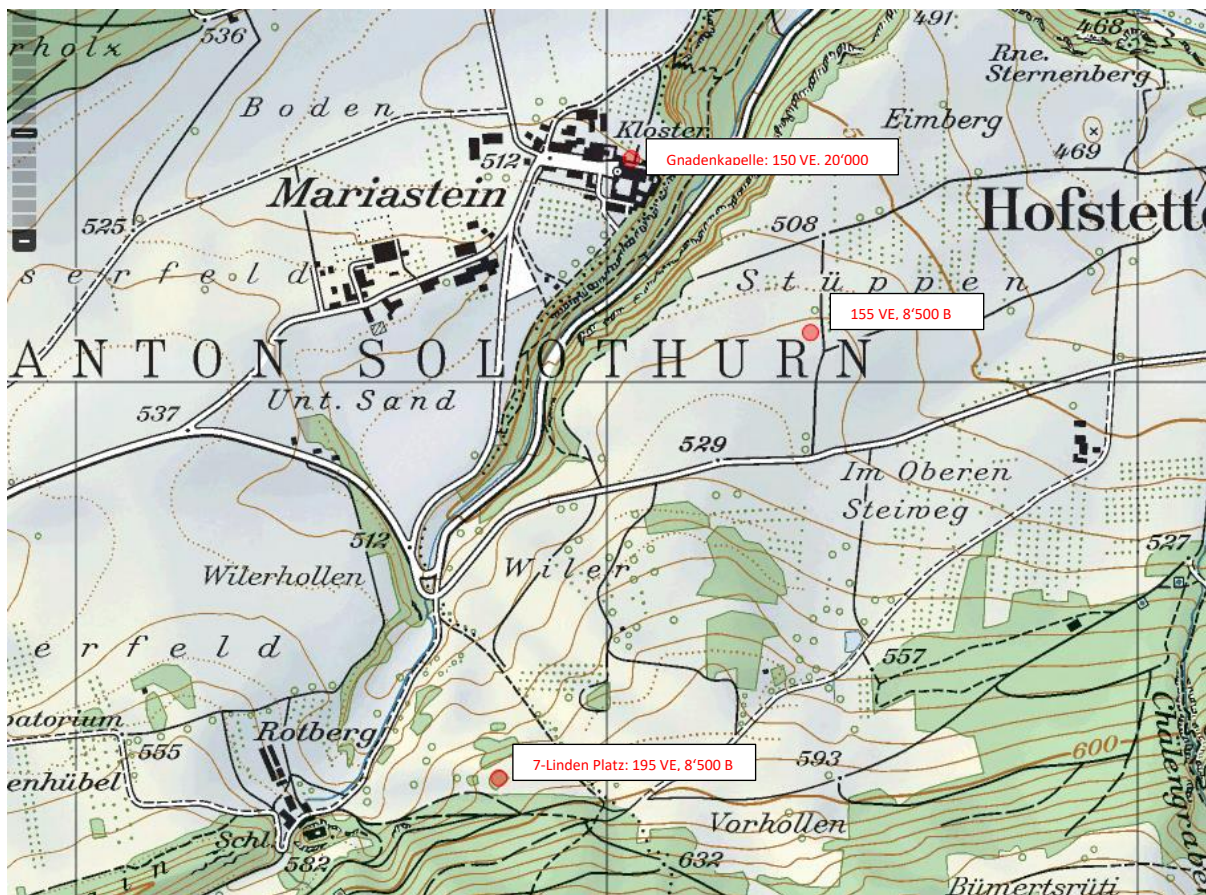 536
rholz
491
468
Rne.
Sternenberg
Boden
Kloster
Eimberg
469
512
Gnadenkapelle: 150 VE. 20‘000
Mariastein
Hofstette
525
508
serfeld
Stüppen
155 VE, 8‘500 B
ANTON SOLOTHURN
Unt. Sand
537
529
Im Oberen
Steiweg
512
527
Wilerhollen
Wiler
erfeld
557
Chälengrabe
Rotberg
555
600
enhübel
7-Linden Platz: 195 VE, 8‘500 B
593
Schl.
Vorhollen
582
632
Bümertsrüti